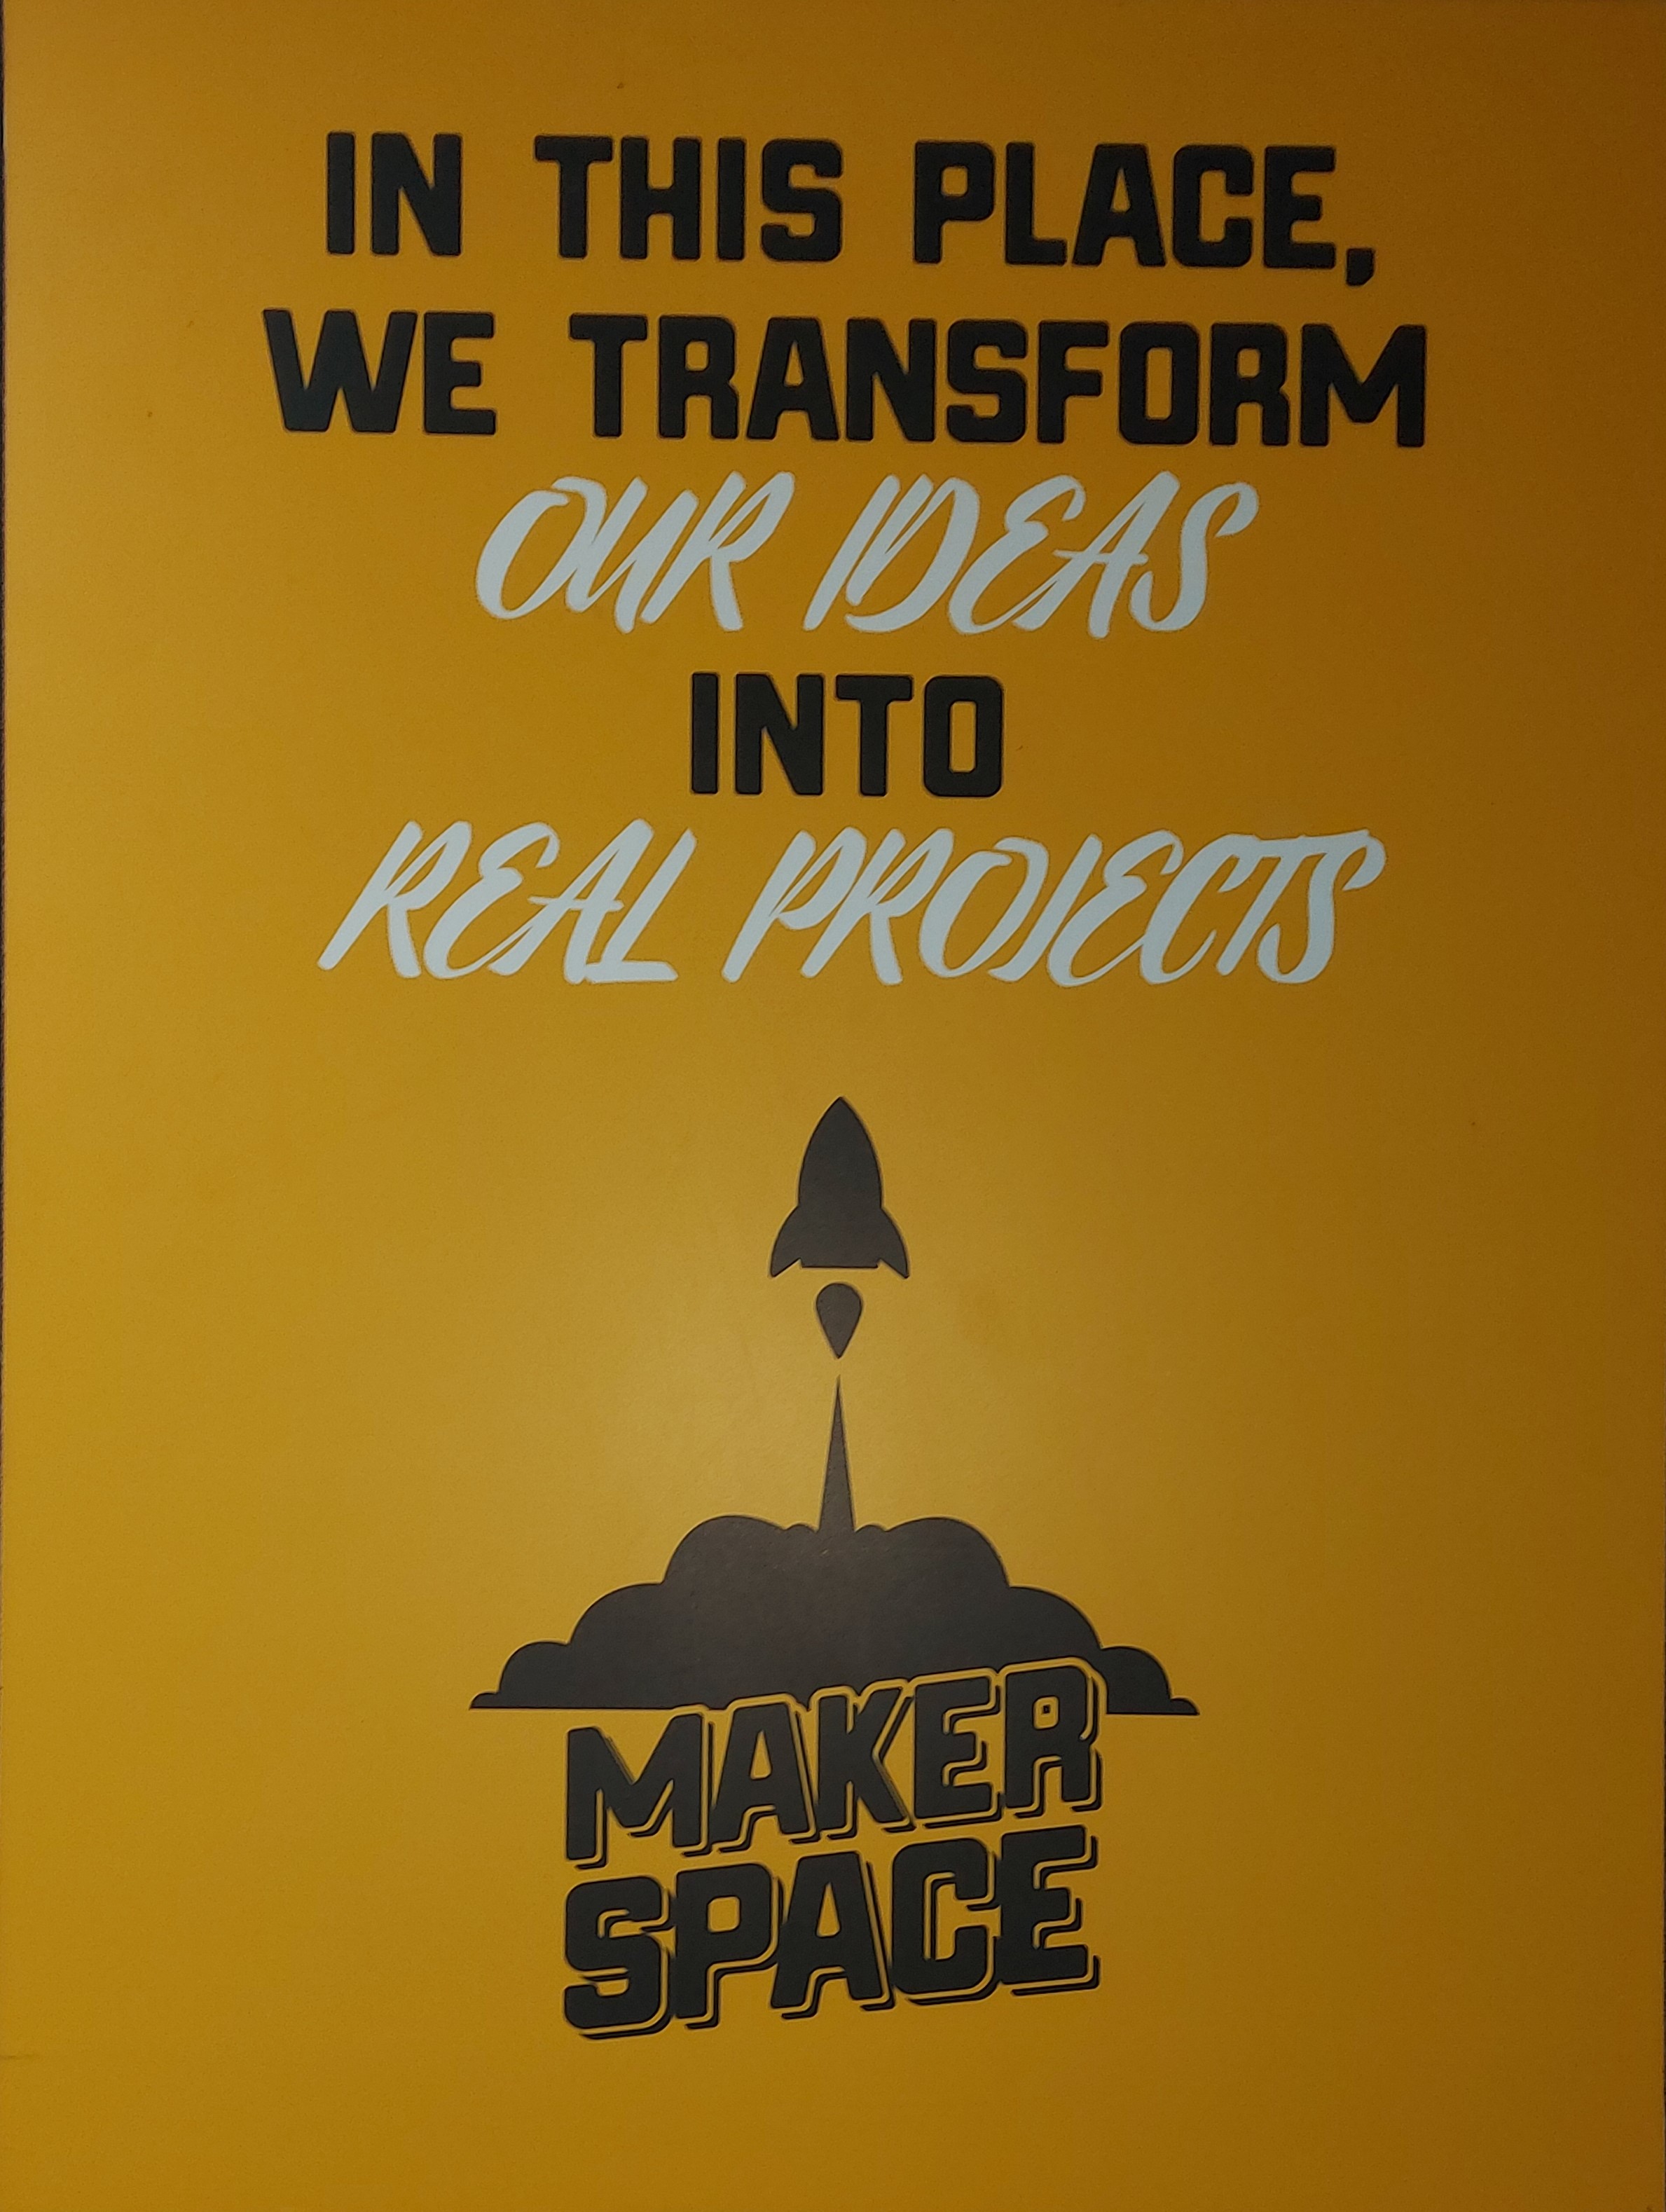 IN THIS PLACE,
WE TRANSFORM
OUR IDEAS
INTO
REAL PROJECTS
MAKER
SPACE